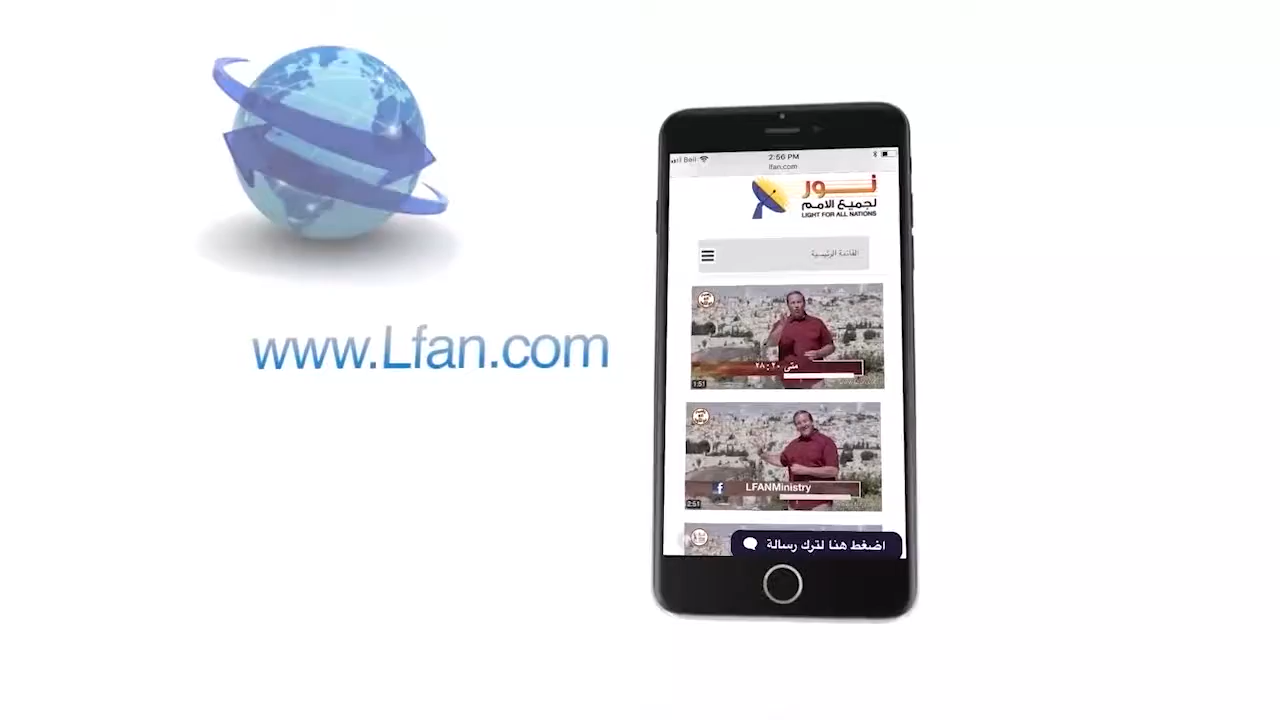 www.Lfan.com
Bell
2:56 PM
lfan.com
نور
لجميع الامم
LIGHT FOR ALL NATIONS
القائمة الرئيسية
متى ٢٠ : ٢٨
1:51
LFANMinistry
2:51
اضغط هنا لترك رسالة